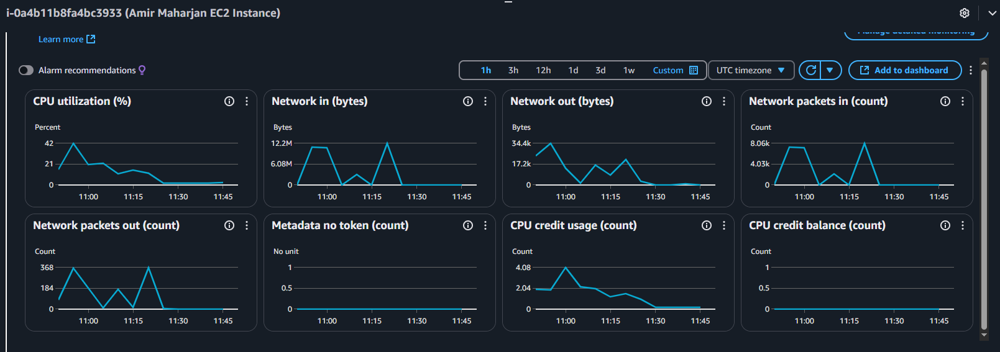 i-0a4b11b8fa4bc3933 (Amir Maharjan EC2 Instance)
Manage detailed monitoring
Learn more
Alarm recommendations
1h 3h 12h 1d 3d 1w Custom UTC timezone Add to dashboard
CPU utilization (%)
Percent
42
21
0
11:00 11:15 11:30 11:45
Network in (bytes)
Bytes
12.2M
6.08M
0
11:00 11:15 11:30 11:45
Network out (bytes)
Bytes
34.4k
17.2k
0
11:00 11:15 11:30 11:45
Network packets in (count)
Count
8.06k
4.03k
0
11:00 11:15 11:30 11:45
Network packets out (count)
Count
368
184
0
11:00 11:15 11:30 11:45
Metadata no token (count)
No unit
1
0.5
0
11:00 11:15 11:30 11:45
CPU credit usage (count)
Count
4.08
2.04
0
11:00 11:15 11:30 11:45
CPU credit balance (count)
Count
1
0.5
0
11:00 11:15 11:30 11:45